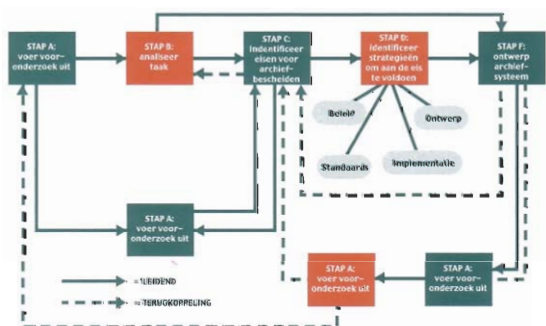 STAP A:
voer voor-
onderzoek uit
STAP B:
analiseer
taak
STAP C:
Indentificeer
eisen voor
archief-
bescheiden
STAP D:
identificeer
strategieën
om aan de eis
te voldoen
STAP F:
ontwerp
archief-
systeem
Beleid
Ontwerp
Standaards
Implementatie
STAP A:
voer voor-
onderzoek uit
STAP A:
voer voor-
onderzoek uit
STAP A:
voer voor-
onderzoek uit
= LEIDEND
= TERUGKOPPELING